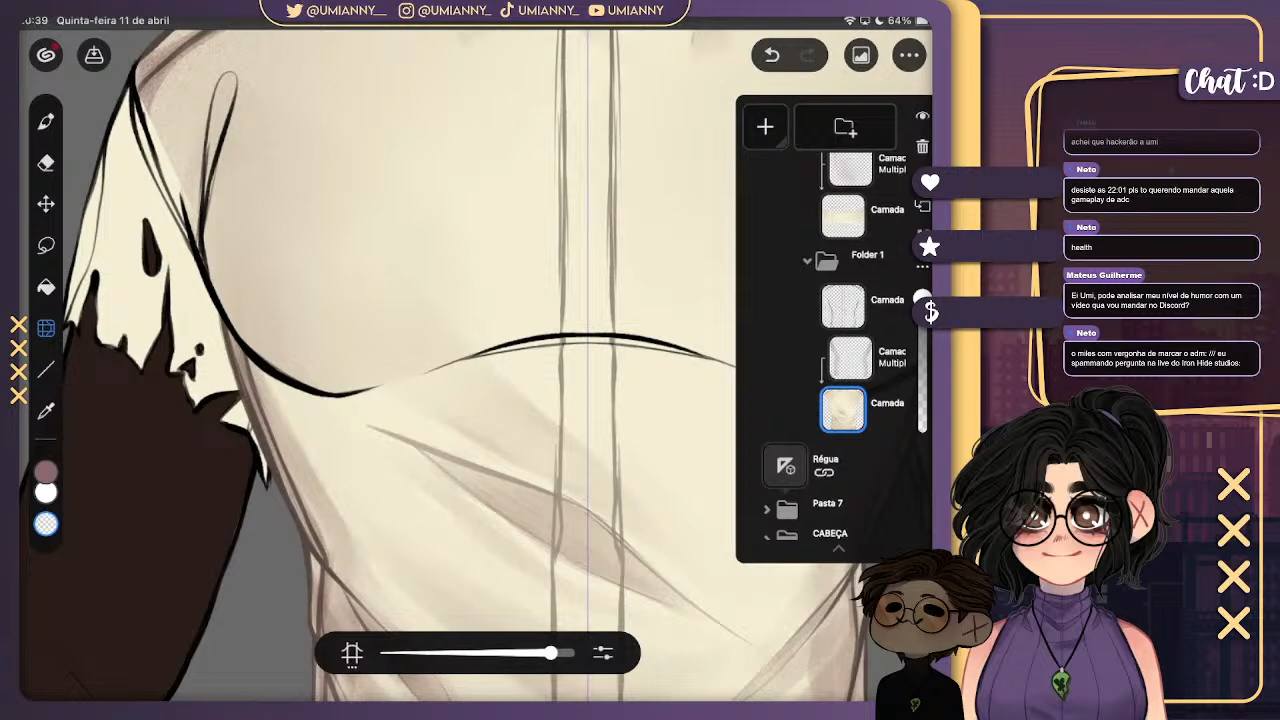 @UMIANNY__ @UMIANNY_ UMIANNY_ UMIANNY
:39 Quinta-feira 11 de abril
64%
Chat :D
achei que hackerão a umi
Neto
desiste as 22:01 pls to querendo mandar aquela
gameplay de adc
Neto
health
Mateus Guilherme
Ei Umi, pode analisar meu nível de humor com um
vídeo qua vou mandar no Discord?
Neto
o miles com vergonha de marcar o adm: /// eu
spammando pergunta na live do Iron Hide studios:
Camac
Multipl
Camada
Folder 1
Camada
Camac
Multipl
Camada
Régua
Pasta 7
CABEÇA